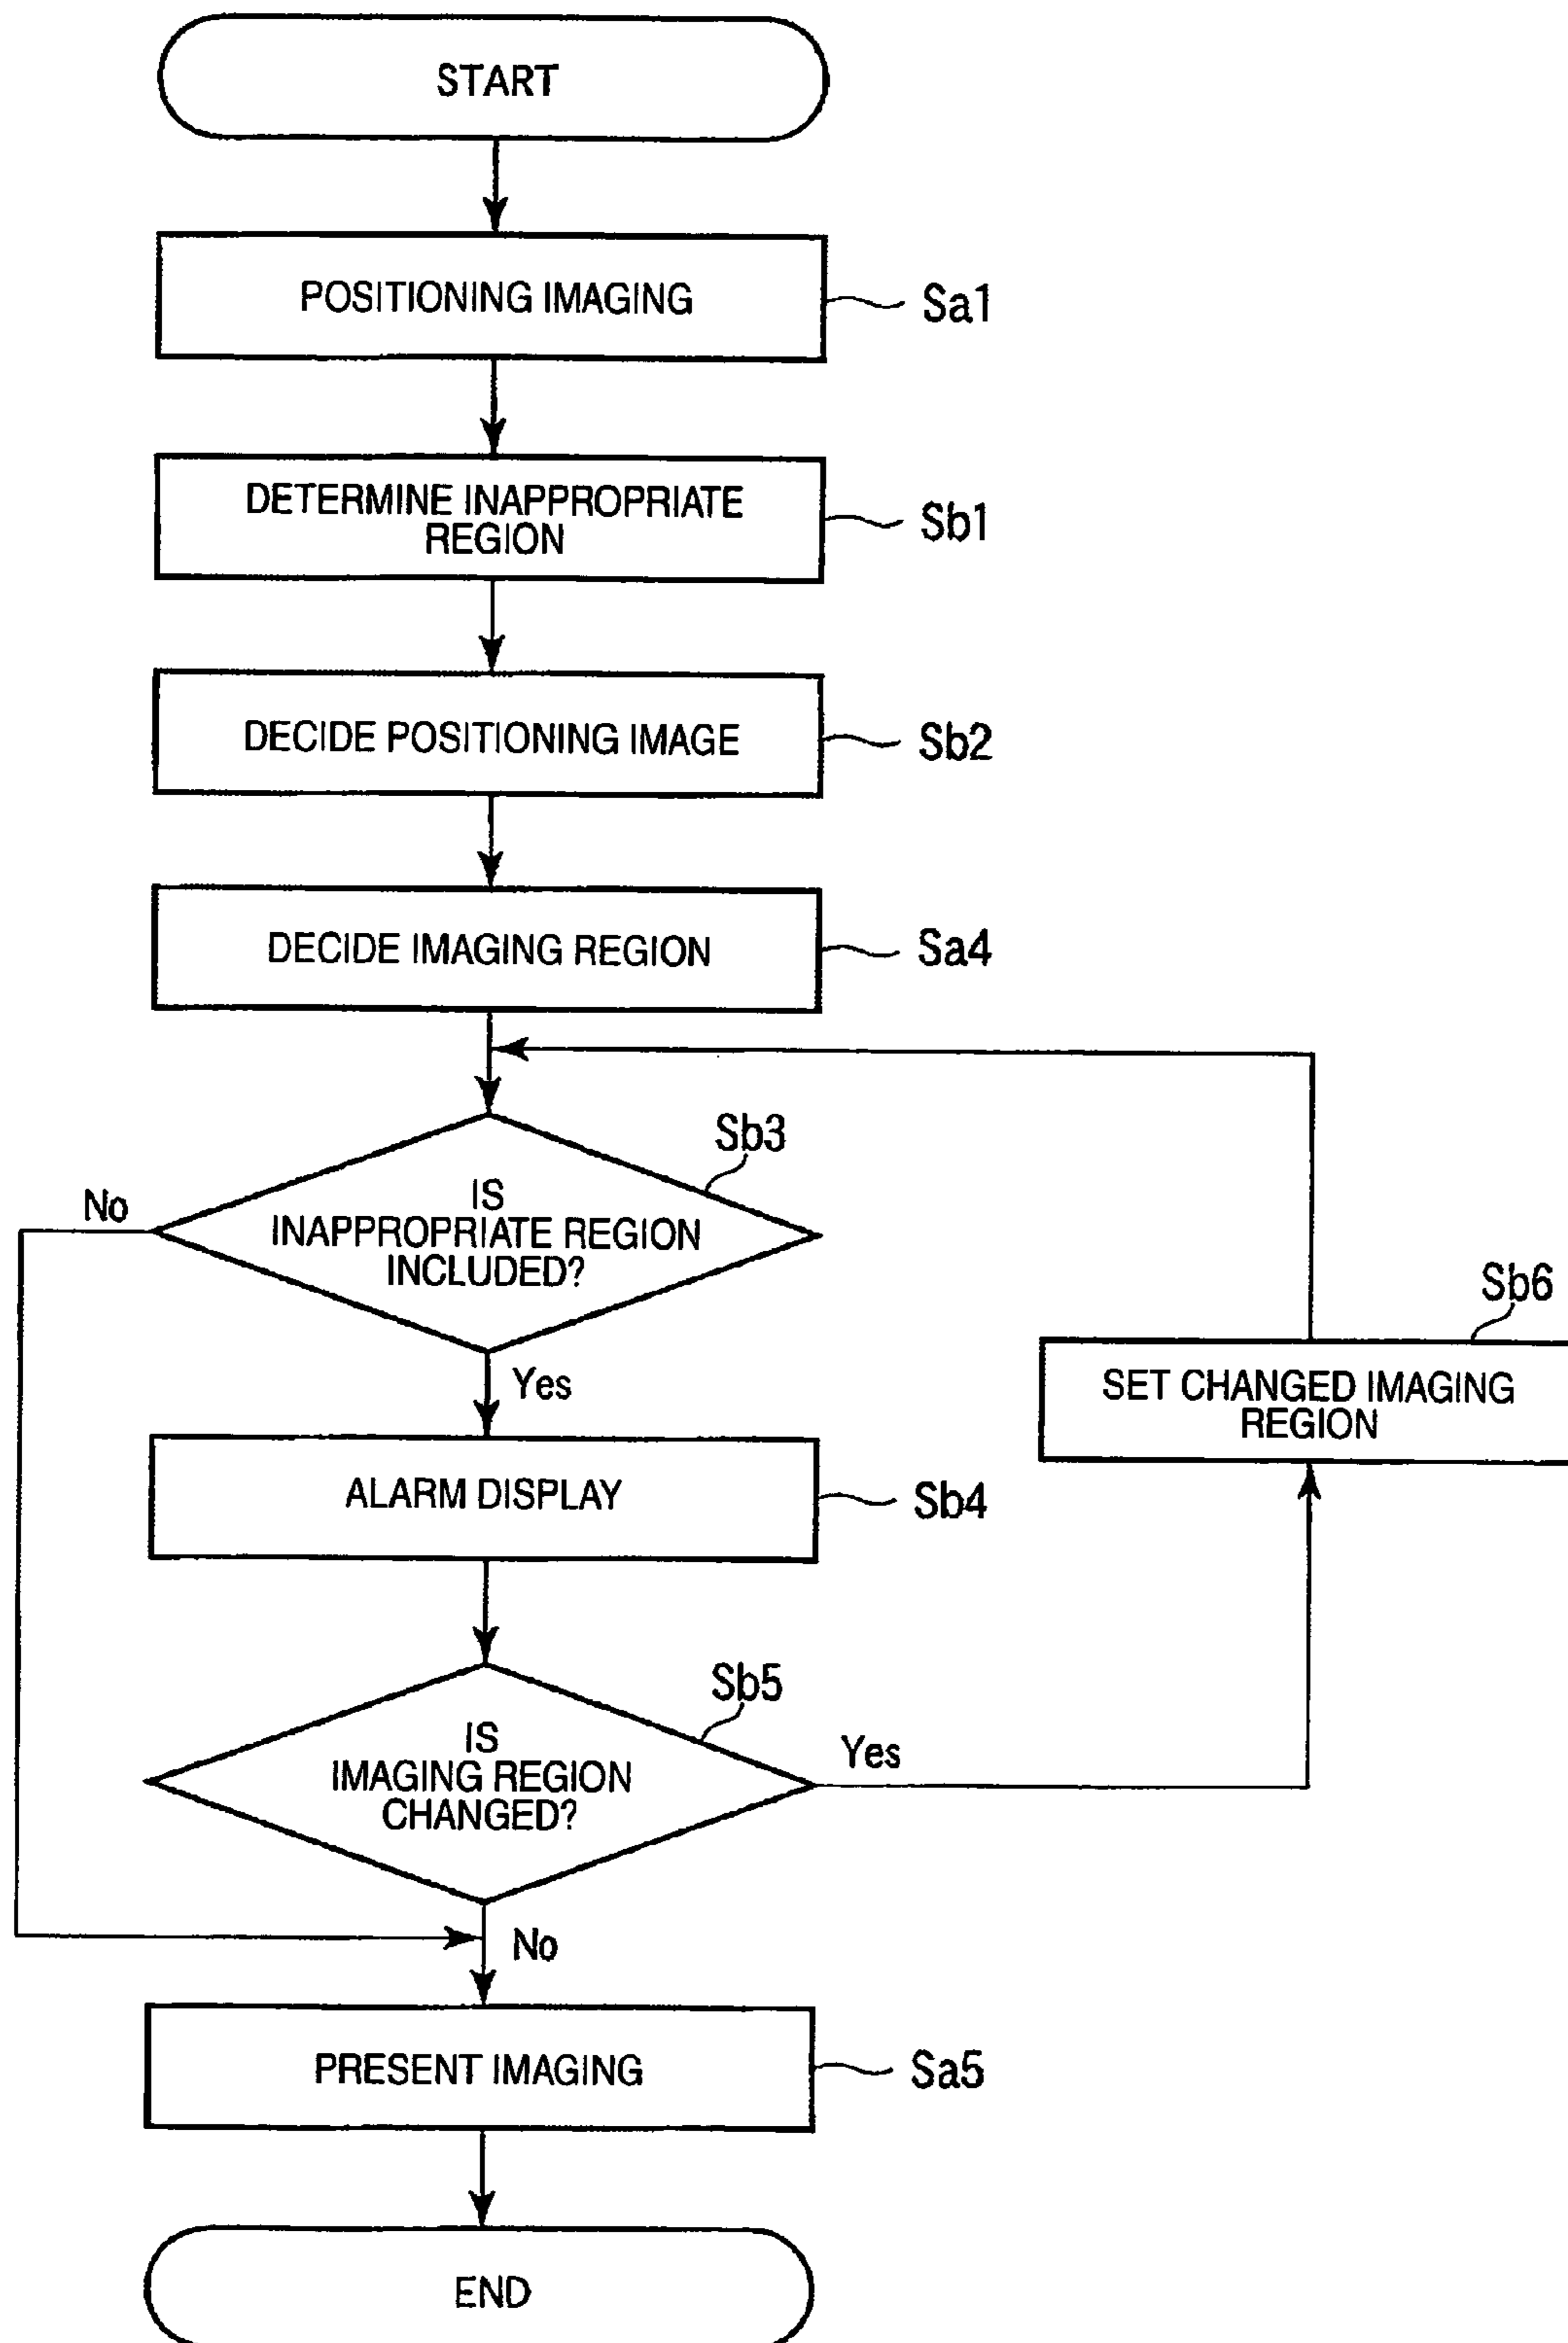 START
POSITIONING IMAGING
Sa1
DETERMINE INAPPROPRIATE
REGION
Sb1
DECIDE POSITIONING IMAGE
Sb2
DECIDE IMAGING REGION
Sa4
Sb3
No
IS
INAPPROPRIATE REGION
INCLUDED?
Yes
Sb6
SET CHANGED IMAGING
REGION
ALARM DISPLAY
Sb4
Sb5
IS
IMAGING REGION
CHANGED?
Yes
No
PRESENT IMAGING
Sa5
END